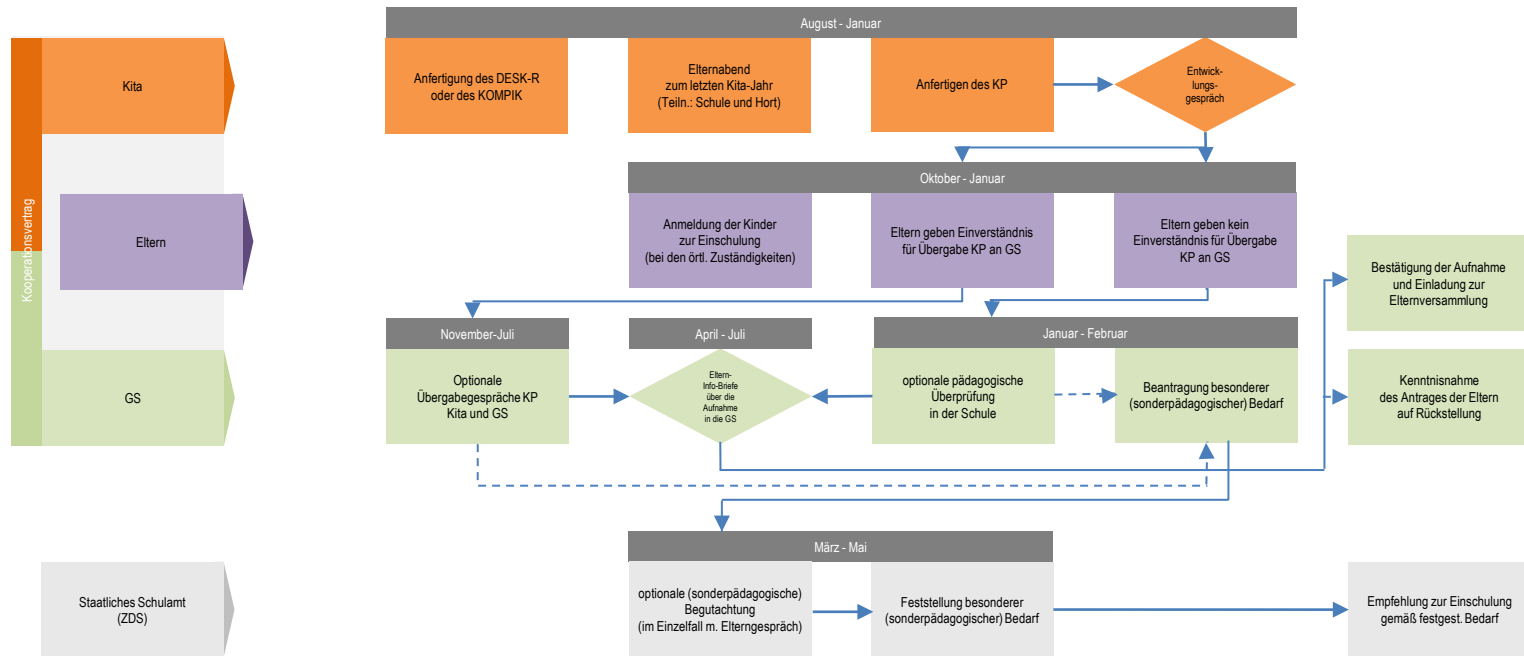 August - Januar
Kooperationsvertrag
Kita
Anfertigung des DESK-R
oder des KOMPIK
Elternabend
zum letzten Kita-Jahr
(Teiln.: Schule und Hort)
Anfertigen des KP
Entwick-
lungs-
gespräch
Oktober - Januar
Eltern
Anmeldung der Kinder
zur Einschulung
(bei den örtl. Zuständigkeiten)
Eltern geben Einverständnis
für Übergabe KP an GS
Eltern geben kein
Einverständnis für Übergabe
KP an GS
Bestätigung der Aufnahme
und Einladung zur
Elternversammlung
November-Juli
April - Juli
Januar - Februar
GS
Optionale
Übergabegespräche KP
Kita und GS
Eltern-
Info-Briefe
über die
Aufnahme
in die GS
optionale pädagogische
Überprüfung
in der Schule
Beantragung besonderer
(sonderpädagogischer) Bedarf
Kenntnisnahme
des Antrages der Eltern
auf Rückstellung
März - Mai
Staatliches Schulamt
(ZDS)
optionale (sonderpädagogische)
Begutachtung
(im Einzelfall m. Elterngespräch)
Feststellung besonderer
(sonderpädagogischer) Bedarf
Empfehlung zur Einschulung
gemäß festgest. Bedarf